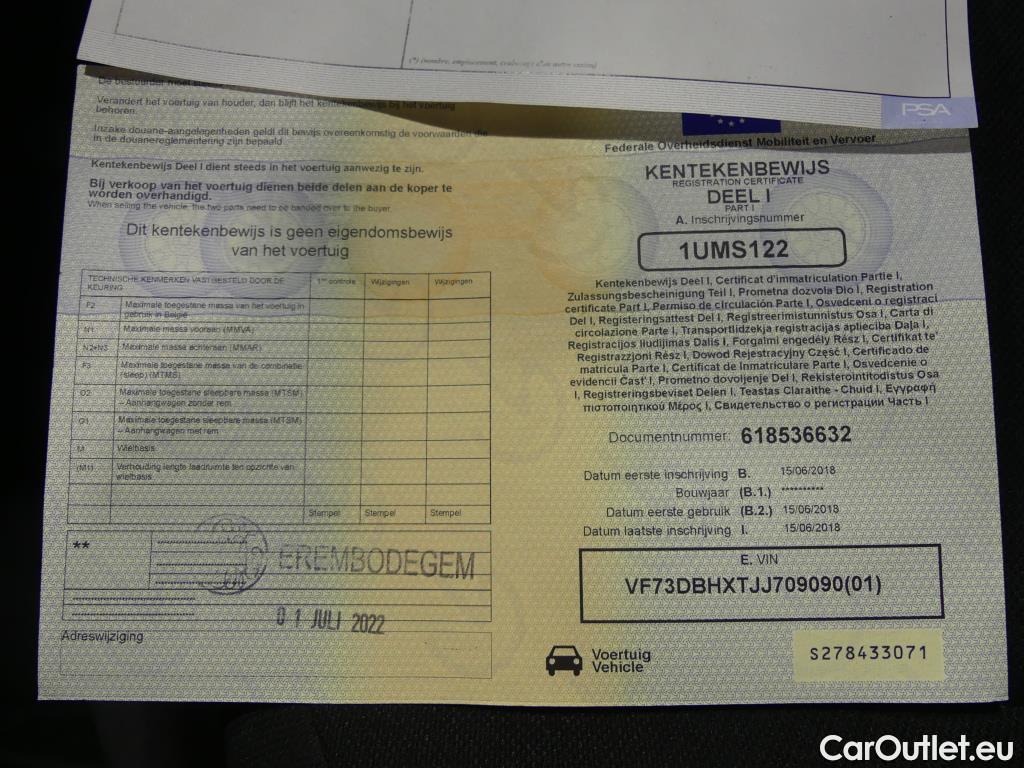 PSA
Verandert het voertuig van houder, dan blijft het kentekenbewijs bij het voertuig
behoren.
Inzake douane-aangelegenheden geldt dit bewijs overeenkomstig de voorwaarden die
in de douanereglementering zijn bepaald
Kentekenbewijs Deel I dient steeds in het voertuig aanwezig te zijn.
Bij verkoop van het voertuig dienen beide delen aan de koper te
worden overhandigd.
When selling the vehicle, the two parts need to be handed over to the buyer.
Dit kentekenbewijs is geen eigendomsbewijs
van het voertuig
TECHNISCHE KENMERKEN VASTGESTELD DOOR DE
KEURING
1ste controle Wijzigingen Wijzigingen
F2 Maximale toegestane massa van het voertuig in
gebruik in België
N1 Maximale massa vooraan (MMVA)
N2+N3 Maximale massa achteraan (MMAR)
F3 Maximale toegestane massa van de combinatie
(sleep) (MTMS)
O2 Maximale toegestane sleepbare massa (MTSM)
– Aanhangwagen zonder rem
O1 Maximale toegestane sleepbare massa (MTSM)
– Aanhangwagen met rem
M Wielbasis
(M1) Verhouding lengte laadruimte ten opzichte van
wielbasis
Stempel Stempel Stempel
**
EREMBODEGEM
01 JULI 2022
Adreswijziging
Federale Overheidsdienst Mobiliteit en Vervoer
KENTEKENBEWIJS
REGISTRATION CERTIFICATE
DEEL I
PART I
A. Inschrijvingsnummer
1UMS122
Kentekenbewijs Deel I, Certificat d'immatriculation Partie I,
Zulassungsbescheinigung Teil I, Prometna dozvola Dio I, Registration
certificate Part I, Permiso de circulación Parte I, Osvedceni o registraci
Del I, Registeringsattest Del I, Registreerimistunnistus Osa I, Carta di
circolazione Parte I, Transportlidzekja registracijas aplieciba Daļa I,
Registracijos liudijimas Dalis I, Forgalmi engedély Rész I, Certifikat te'
Registrazzjoni Rész I, Dowod Rejestracyjny Część I, Certificado de
matricula Parte I, Certificat de Inmatriculare Parte I, Osvedcenie o
evidencii Čast' I, Prometno dovoljenje Del I, Rekisterointitodistus Osa
I, Registreringsbeviset Delen I, Teastas Claraithe - Chuid I, Εγγραφή
πιστοποιητικού Μέρος I, Свидетельство о регистрации Часть I
Documentnummer: 618536632
Datum eerste inschrijving B. 15/06/2018
Bouwjaar (B.1.) **********
Datum eerste gebruik (B.2.) 15/06/2018
Datum laatste inschrijving I. 15/06/2018
E. VIN
VF73DBHXTJJ709090(01)
Voertuig
Vehicle
S278433071
CarOutlet.eu